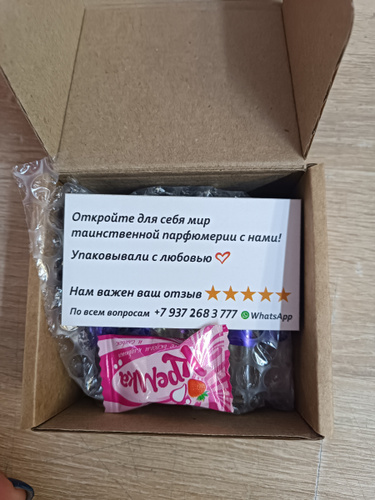 Откройте для себя мир
таинственной парфюмерии с нами!
Упаковывали с любовью
Нам важен ваш отзыв
По всем вопросам +7 937 268 3 777 WhatsApp
КРеМКа